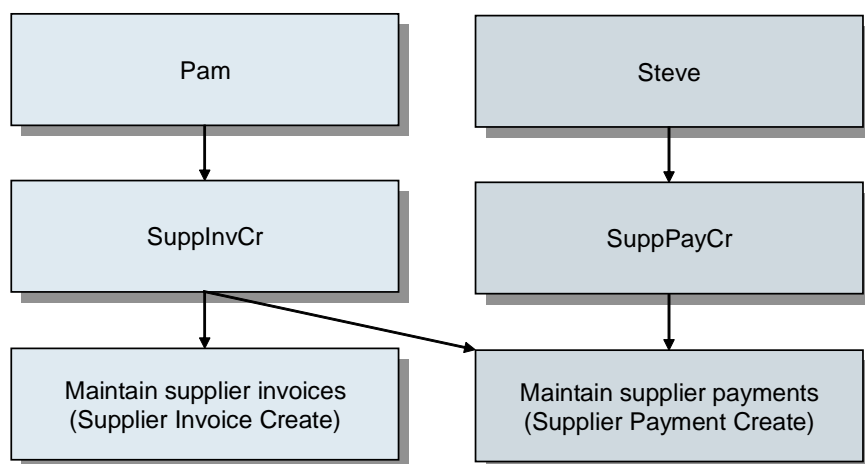 Pam
Steve
SuppInvCr
SuppPayCr
Maintain supplier invoices
(Supplier Invoice Create)
Maintain supplier payments
(Supplier Payment Create)